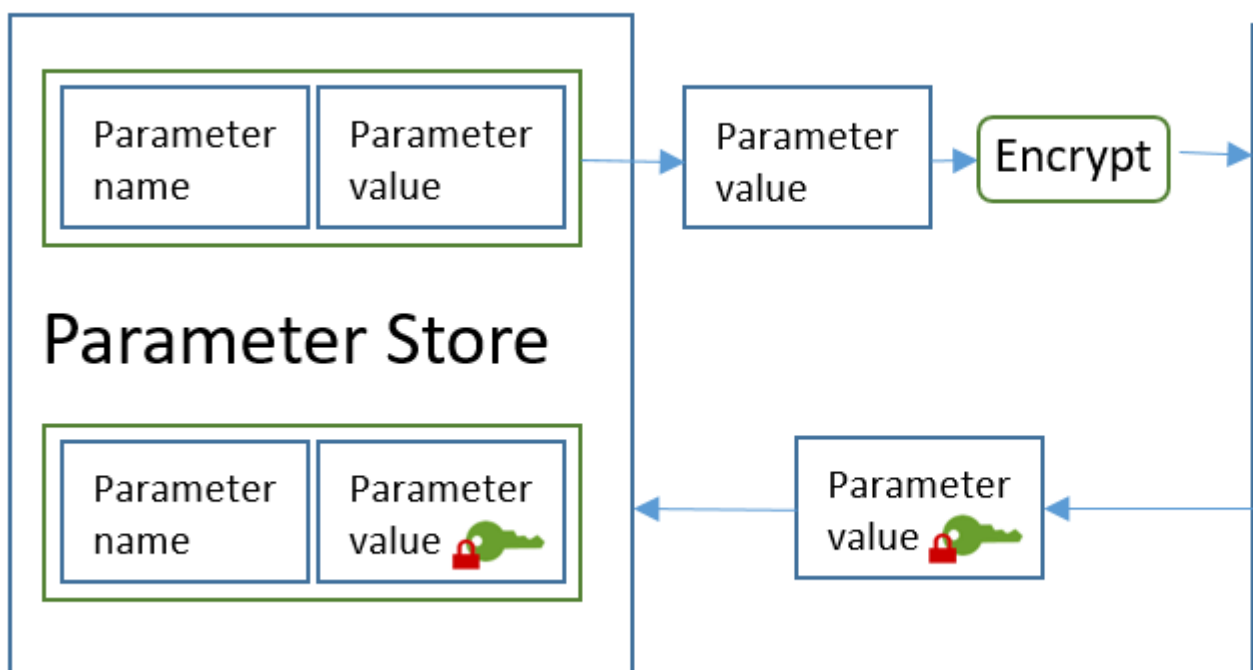 Parameter
name
Parameter
value
Parameter
value
Encrypt
Parameter Store
Parameter
name
Parameter
value
Parameter
value